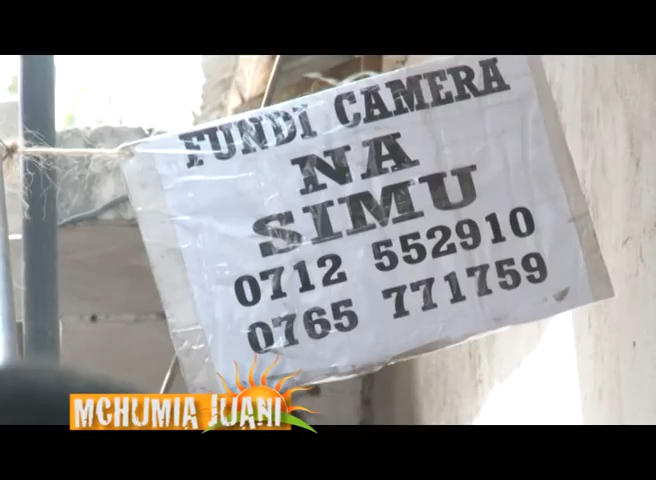 FUNDI CAMERA
NA
SIMU
0712 552910
0765 771759
MCHUMIA JUANI